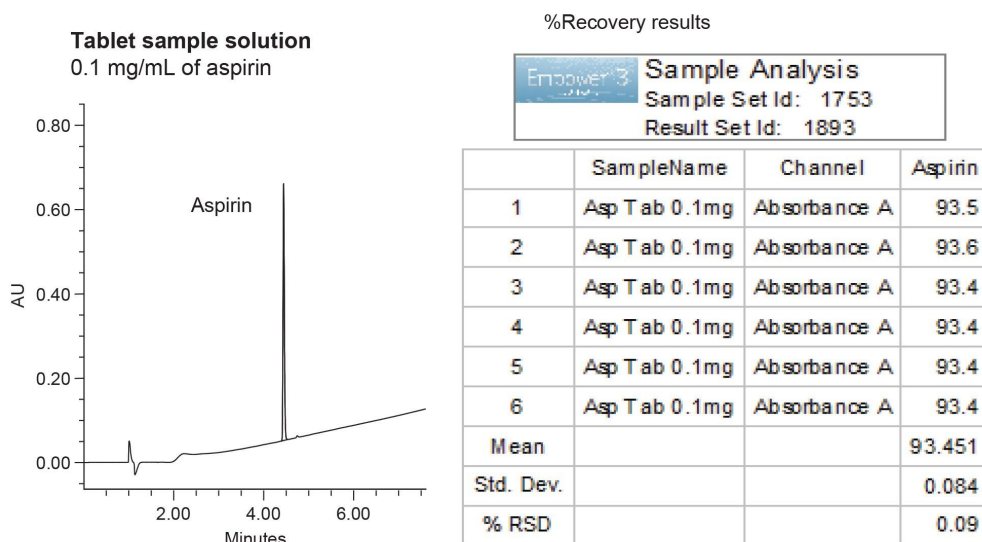 Tablet sample solution
0.1 mg/mL of aspirin
0.80
0.60
0.40
0.20
0.00
AU
Aspirin
2.00 4.00 6.00
Minutes
%Recovery results
Empower 3
Sample Analysis
Sample Set Id: 1753
Result Set Id: 1893
SampleName Channel Aspirin
1 Asp Tab 0.1mg Absorbance A 93.5
2 Asp Tab 0.1mg Absorbance A 93.6
3 Asp Tab 0.1mg Absorbance A 93.4
4 Asp Tab 0.1mg Absorbance A 93.4
5 Asp Tab 0.1mg Absorbance A 93.4
6 Asp Tab 0.1mg Absorbance A 93.4
Mean 93.451
Std. Dev. 0.084
% RSD 0.09